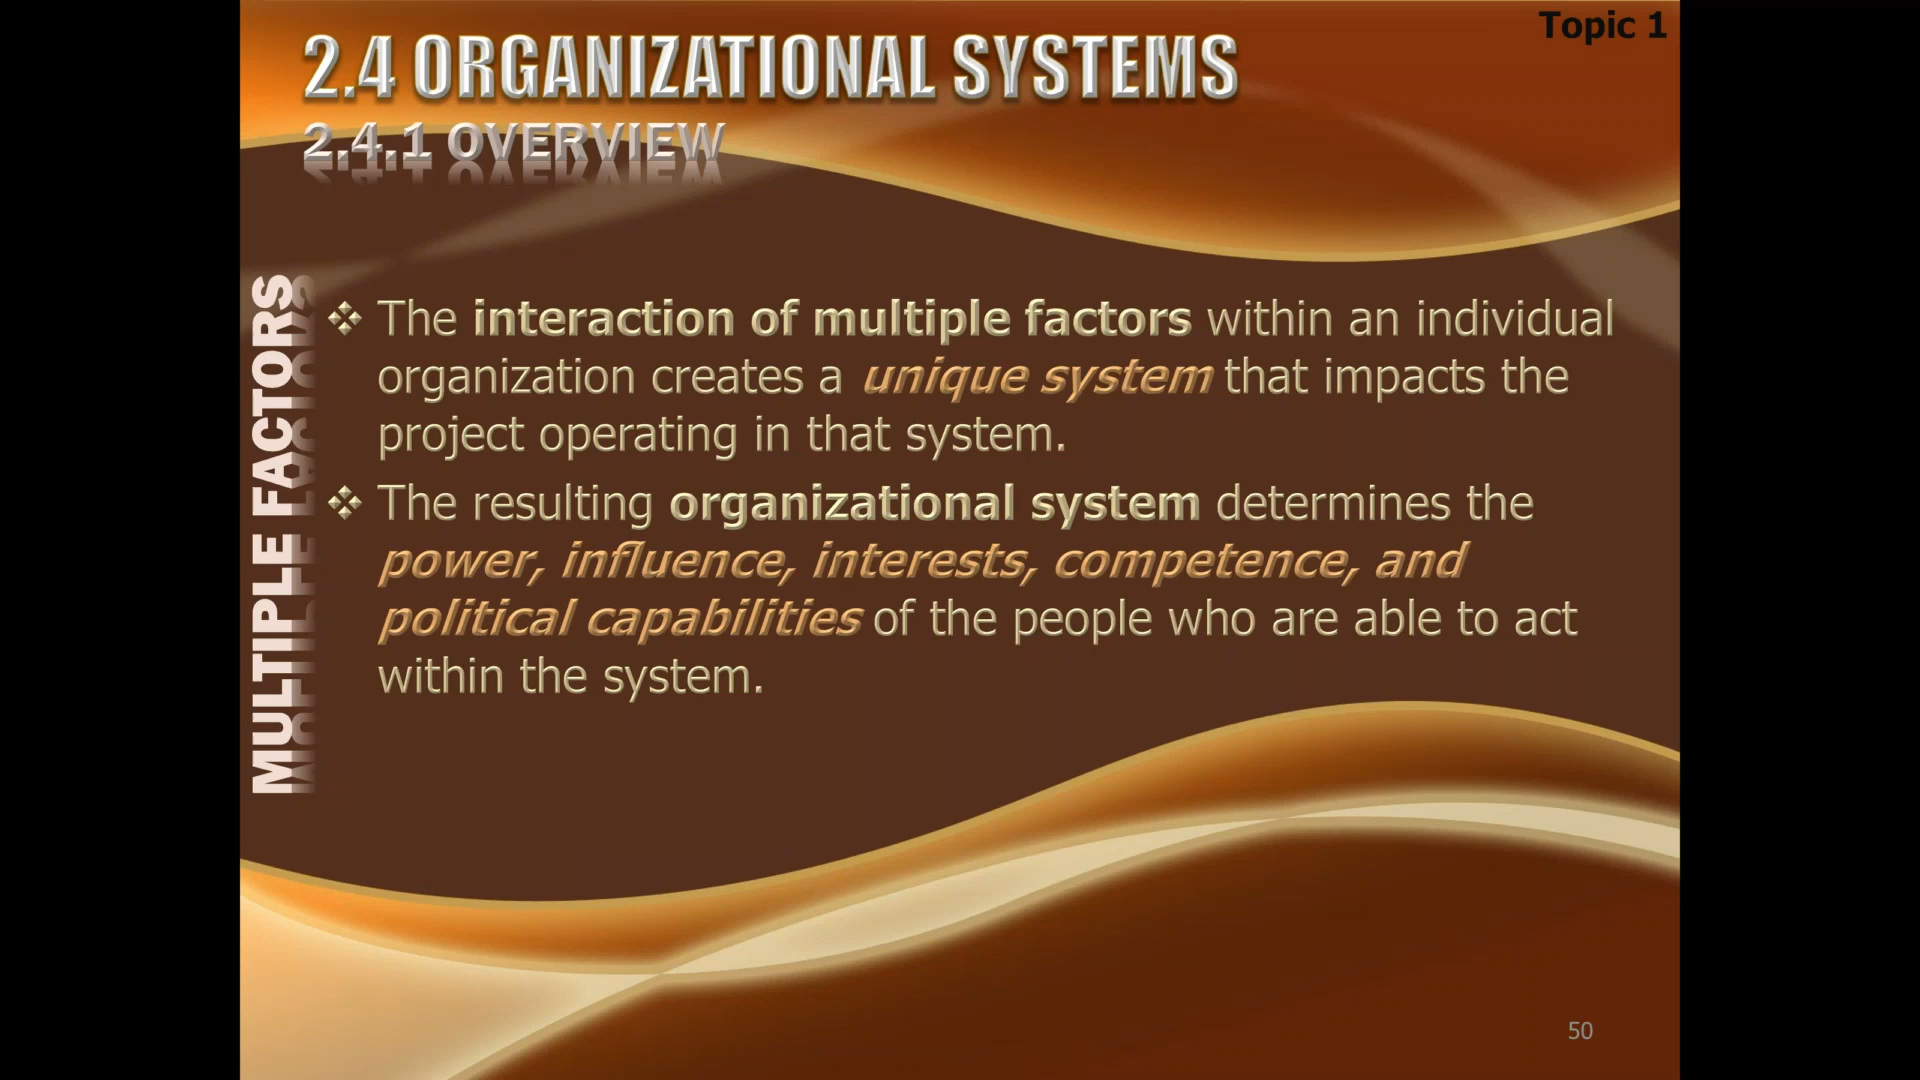 Topic 1
2.4 ORGANIZATIONAL SYSTEMS
2.4.1 OVERVIEW
MULTIPLE FACTORS
The interaction of multiple factors within an individual
organization creates a unique system that impacts the
project operating in that system.
The resulting organizational system determines the
power, influence, interests, competence, and
political capabilities of the people who are able to act
within the system.
50